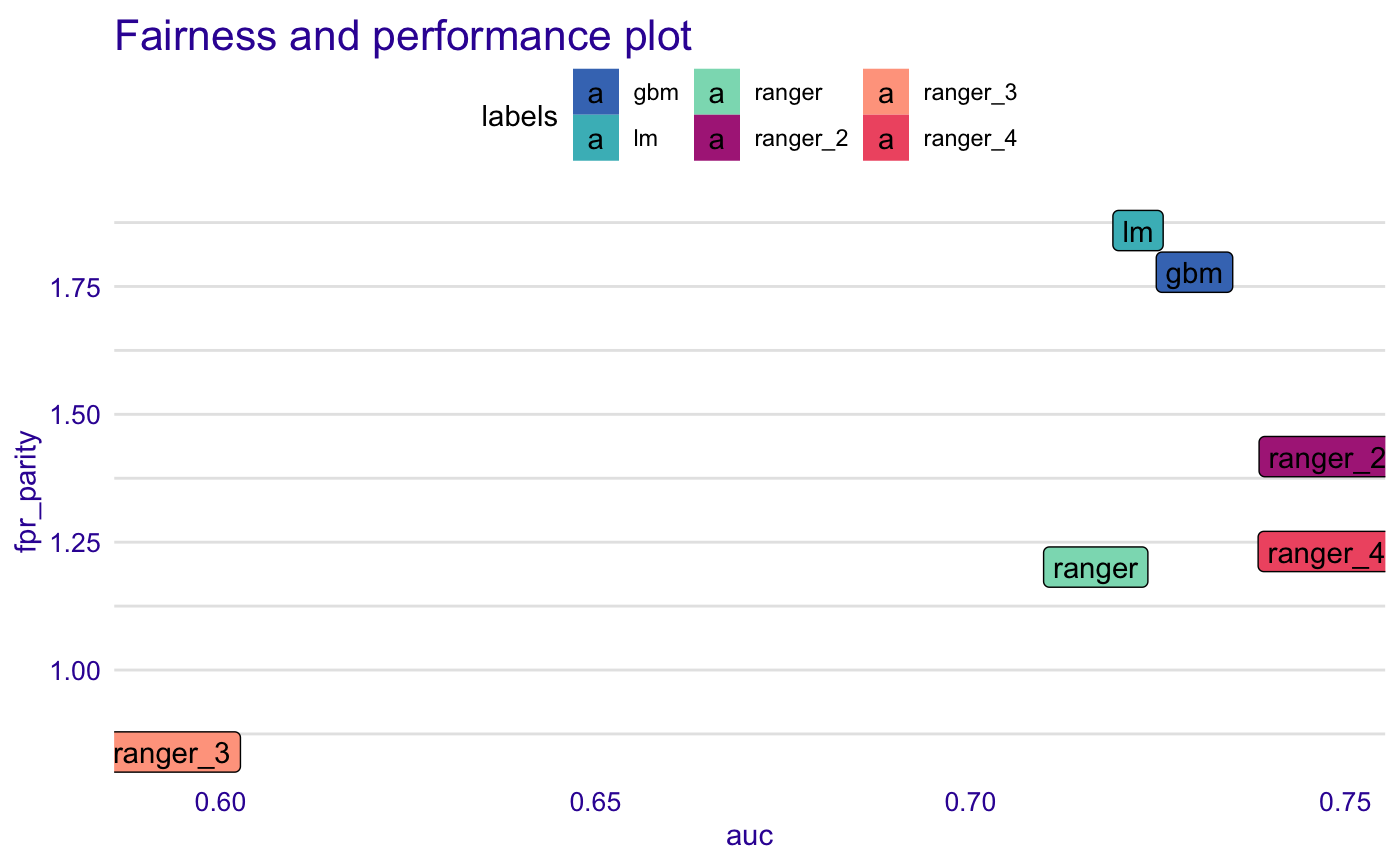 Fairness and performance plot
labels
a gbm a ranger a ranger_3
a lm a ranger_2 a ranger_4
lm
gbm
1.75
1.50
ranger_2
fpr_parity
1.25
ranger_4
ranger
1.00
ranger_3
0.60 0.65 0.70 0.75
auc